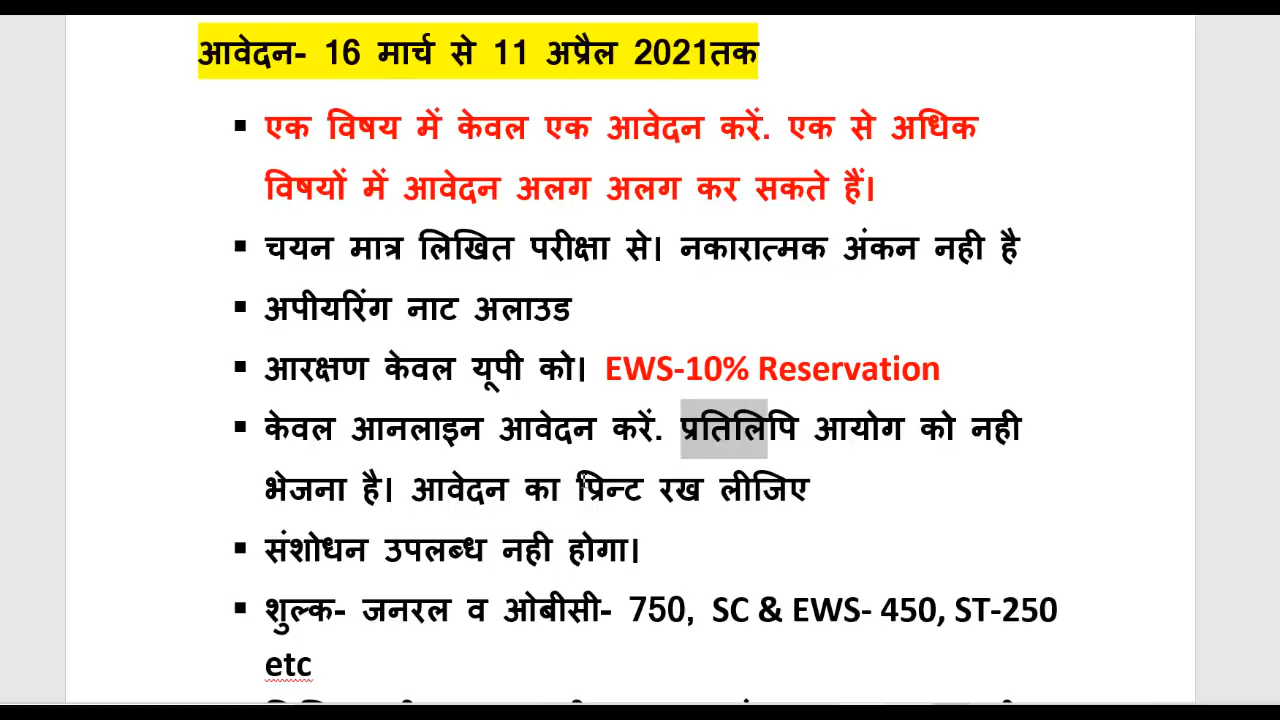 आवेदन- 16 मार्च से 11 अप्रैल 2021तक
▪ एक विषय में केवल एक आवेदन करें. एक से अधिक
विषयों में आवेदन अलग अलग कर सकते हैं।
▪ चयन मात्र लिखित परीक्षा से। नकारात्मक अंकन नही है
▪ अपीयरिंग नाट अलाउड
▪ आरक्षण केवल यूपी को। EWS-10% Reservation
▪ केवल आनलाइन आवेदन करें. प्रतिलिपि आयोग को नही
भेजना है। आवेदन का प्रिन्ट रख लीजिए
▪ संशोधन उपलब्ध नही होगा।
▪ शुल्क- जनरल व ओबीसी- 750, SC & EWS- 450, ST-250
etc